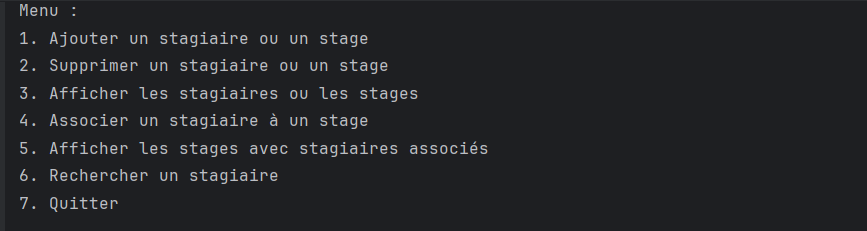 Menu :
1. Ajouter un stagiaire ou un stage
2. Supprimer un stagiaire ou un stage
3. Afficher les stagiaires ou les stages
4. Associer un stagiaire à un stage
5. Afficher les stages avec stagiaires associés
6. Rechercher un stagiaire
7. Quitter